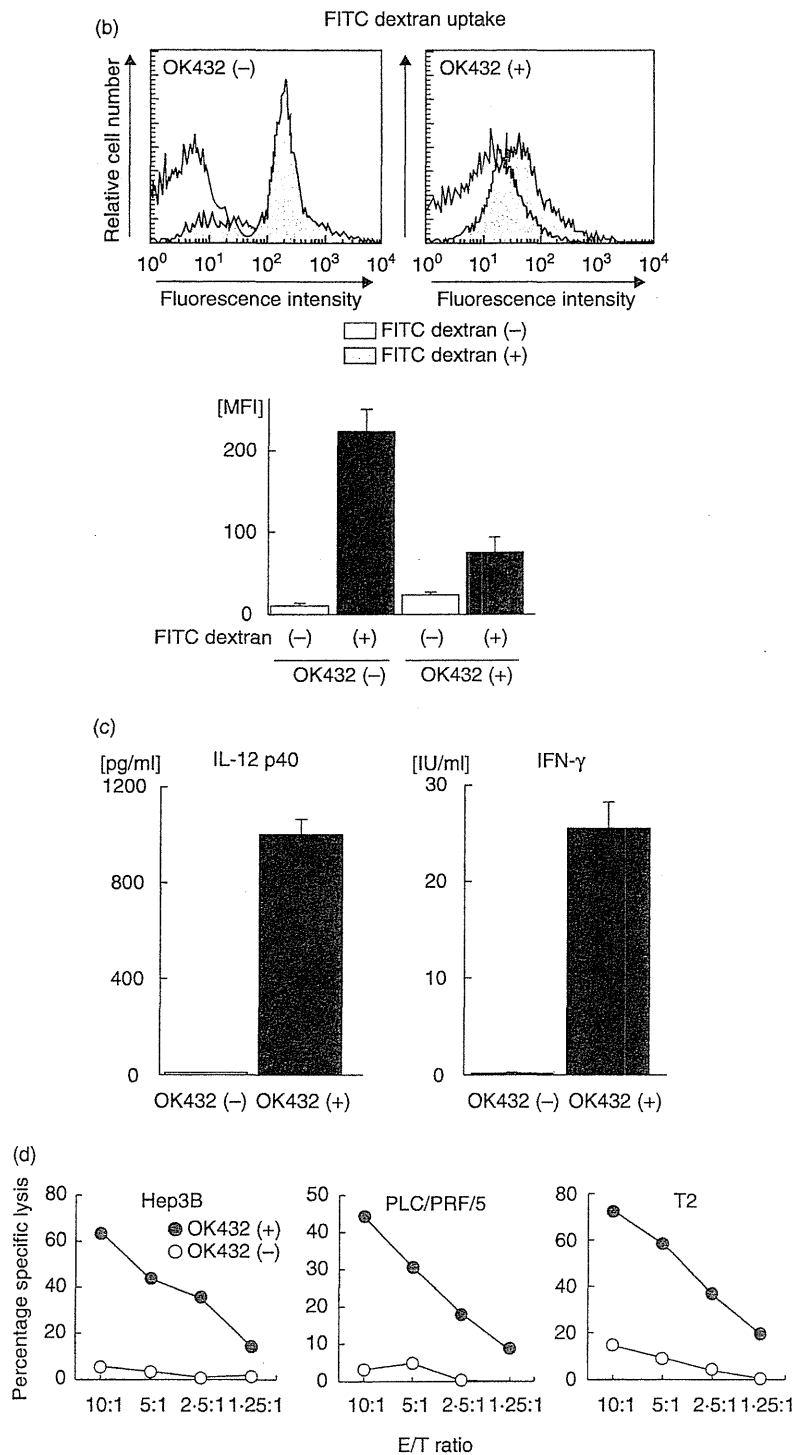 (b)
FITC dextran uptake
OK432 (–)
OK432 (+)
Relative cell number
10⁰ 10¹ 10² 10³ 10⁴
10⁰ 10¹ 10² 10³ 10⁴
Fluorescence intensity
Fluorescence intensity
FITC dextran (–)
FITC dextran (+)
[MFI]
200
100
0
FITC dextran (–) (+) (–) (+)
OK432 (–) OK432 (+)
(c)
[pg/ml] IL-12 p40
1200
800
400
0
OK432 (–) OK432 (+)
[IU/ml] IFN-γ
30
20
10
0
OK432 (–) OK432 (+)
(d)
Percentage specific lysis
Hep3B
OK432 (+)
OK432 (–)
80
60
40
20
0
10:1 5:1 2·5:1 1·25:1
PLC/PRF/5
50
40
30
20
10
0
10:1 5:1 2·5:1 1·25:1
T2
80
60
40
20
0
10:1 5:1 2·5:1 1·25:1
E/T ratio